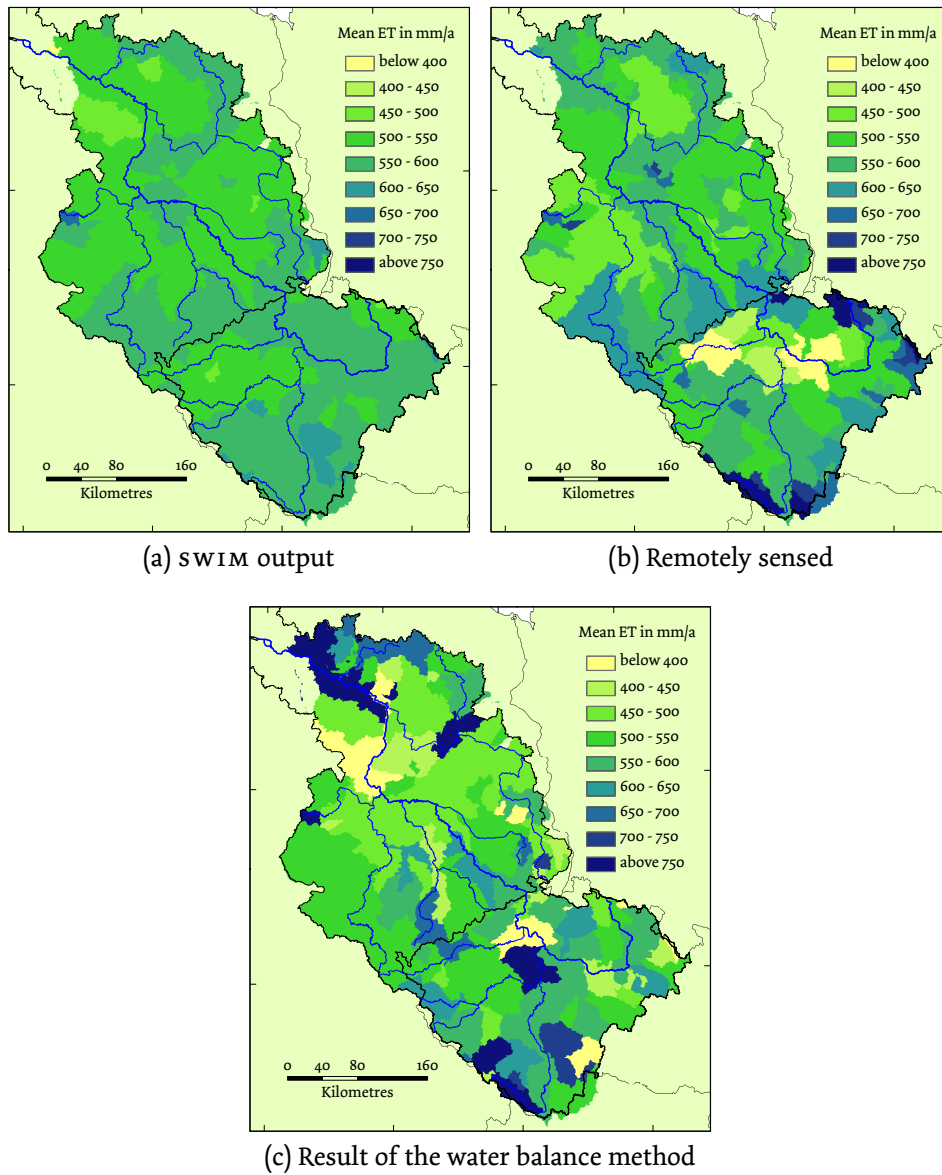 Mean ET in mm/a
below 400
400 - 450
450 - 500
500 - 550
550 - 600
600 - 650
650 - 700
700 - 750
above 750
0 40 80 160
Kilometres
(a) SWIM output
Mean ET in mm/a
below 400
400 - 450
450 - 500
500 - 550
550 - 600
600 - 650
650 - 700
700 - 750
above 750
0 40 80 160
Kilometres
(b) Remotely sensed
Mean ET in mm/a
below 400
400 - 450
450 - 500
500 - 550
550 - 600
600 - 650
650 - 700
700 - 750
above 750
0 40 80 160
Kilometres
(c) Result of the water balance method